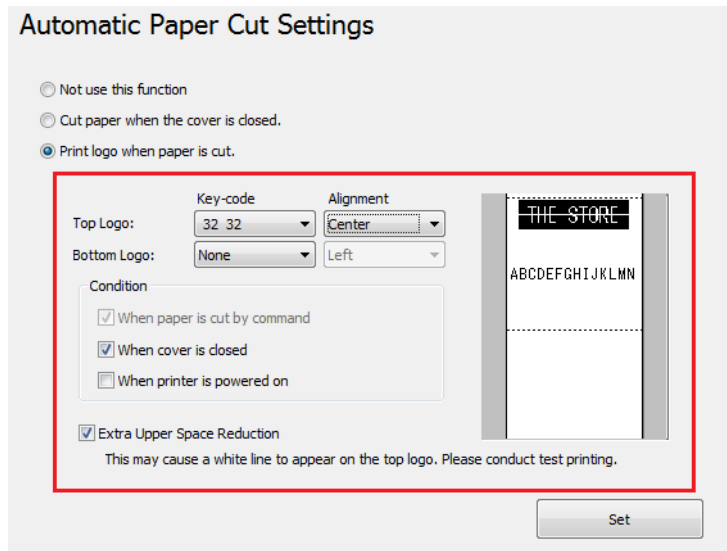 Automatic Paper Cut Settings
Not use this function
Cut paper when the cover is closed.
Print logo when paper is cut.
Key-code Alignment
Top Logo: 32 32 Center
Bottom Logo: None Left
Condition
When paper is cut by command
When cover is closed
When printer is powered on
Extra Upper Space Reduction
This may cause a white line to appear on the top logo. Please conduct test printing.
THE STORE
ABCDEFGHIJKLMN
Set